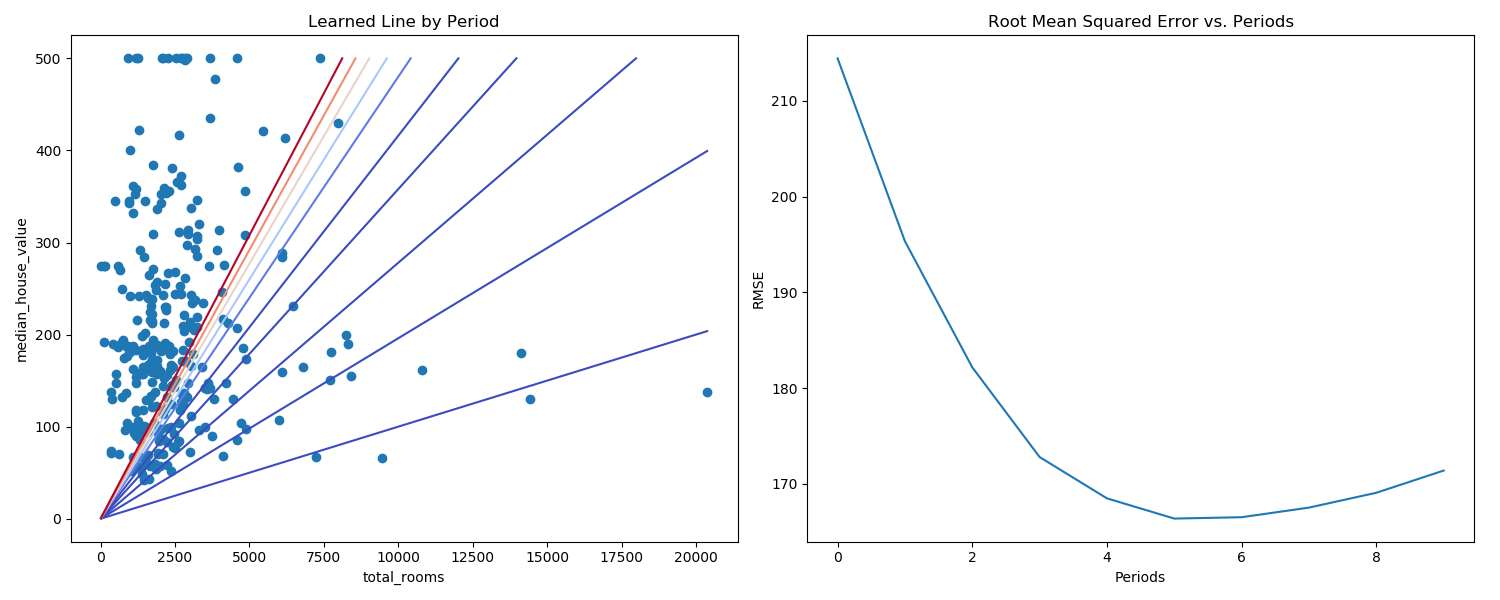 Learned Line by Period
median_house_value
500
400
300
200
100
0
0 2500 5000 7500 10000 12500 15000 17500 20000
total_rooms
Root Mean Squared Error vs. Periods
RMSE
210
200
190
180
170
0 2 4 6 8
Periods